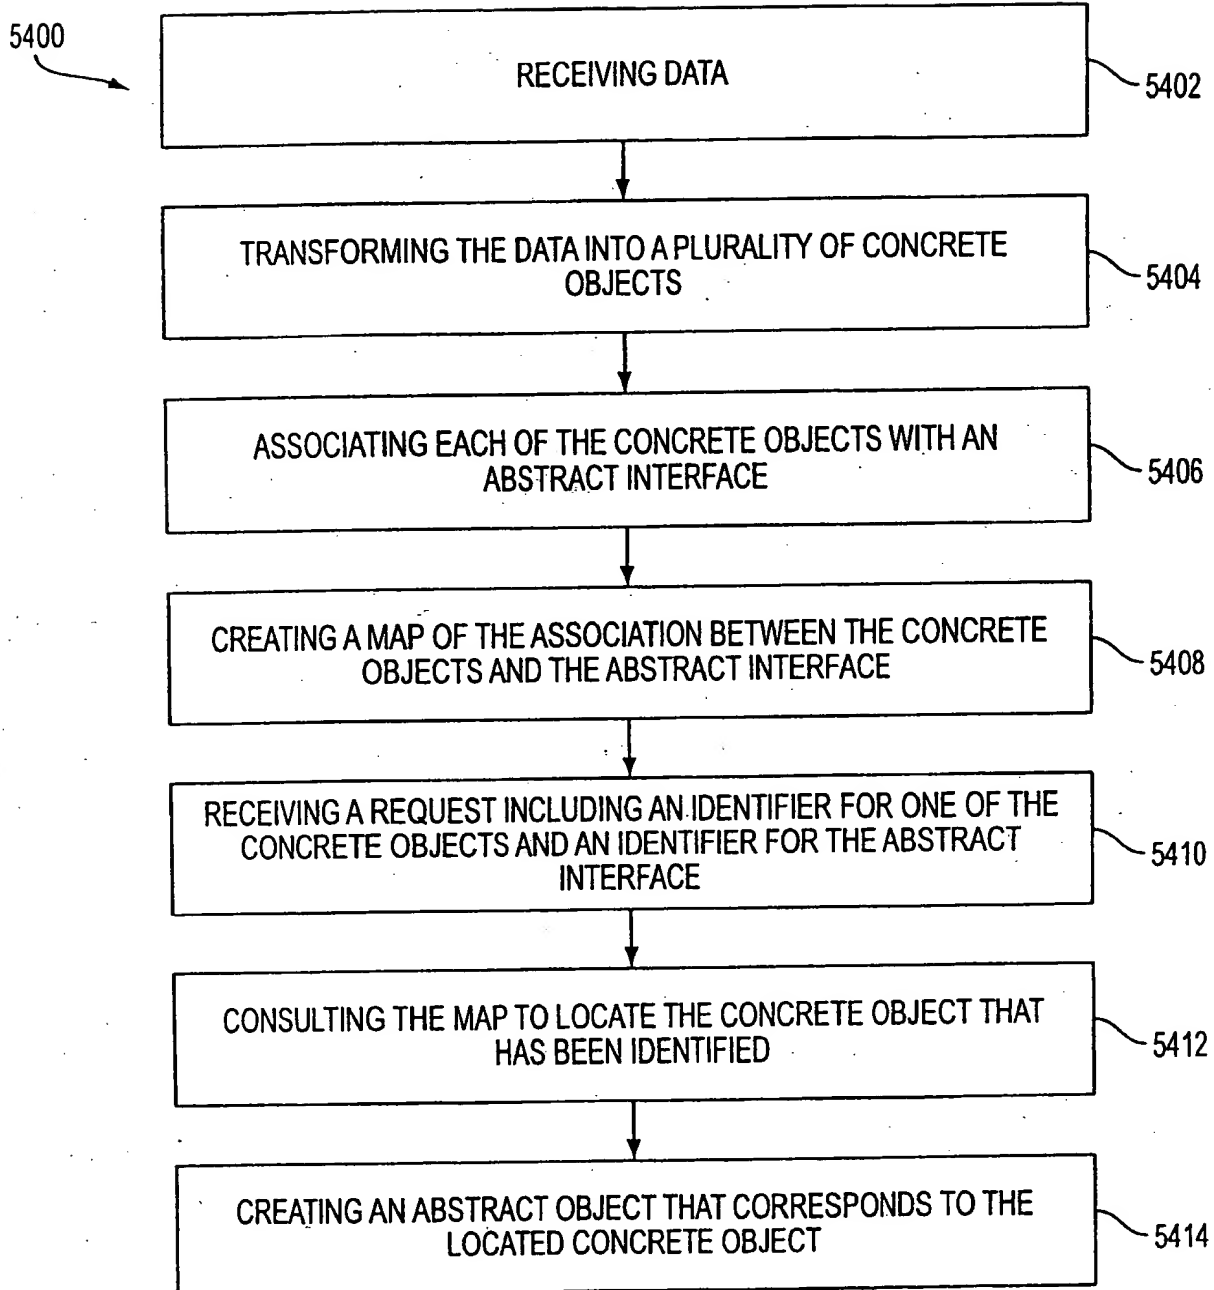 5400
RECEIVING DATA
5402
TRANSFORMING THE DATA INTO A PLURALITY OF CONCRETE
OBJECTS
5404
ASSOCIATING EACH OF THE CONCRETE OBJECTS WITH AN
ABSTRACT INTERFACE
5406
CREATING A MAP OF THE ASSOCIATION BETWEEN THE CONCRETE
OBJECTS AND THE ABSTRACT INTERFACE
5408
RECEIVING A REQUEST INCLUDING AN IDENTIFIER FOR ONE OF THE
CONCRETE OBJECTS AND AN IDENTIFIER FOR THE ABSTRACT
INTERFACE
5410
CONSULTING THE MAP TO LOCATE THE CONCRETE OBJECT THAT
HAS BEEN IDENTIFIED
5412
CREATING AN ABSTRACT OBJECT THAT CORRESPONDS TO THE
LOCATED CONCRETE OBJECT
5414